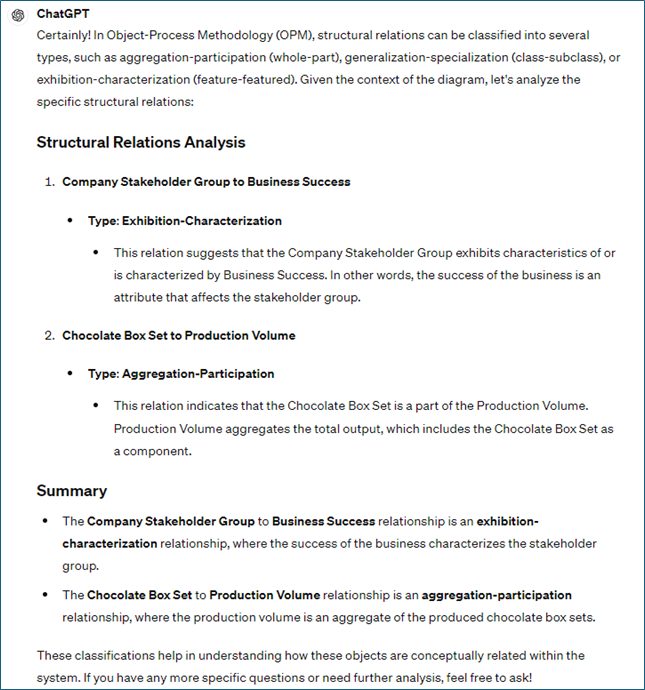 ChatGPT
Certainly! In Object-Process Methodology (OPM), structural relations can be classified into several
types, such as aggregation-participation (whole-part), generalization-specialization (class-subclass), or
exhibition-characterization (feature-featured). Given the context of the diagram, let's analyze the
specific structural relations:
Structural Relations Analysis
1. Company Stakeholder Group to Business Success
• Type: Exhibition-Characterization
• This relation suggests that the Company Stakeholder Group exhibits characteristics of or
is characterized by Business Success. In other words, the success of the business is an
attribute that affects the stakeholder group.
2. Chocolate Box Set to Production Volume
• Type: Aggregation-Participation
• This relation indicates that the Chocolate Box Set is a part of the Production Volume.
Production Volume aggregates the total output, which includes the Chocolate Box Set as
a component.
Summary
• The Company Stakeholder Group to Business Success relationship is an exhibition-
characterization relationship, where the success of the business characterizes the stakeholder
group.
• The Chocolate Box Set to Production Volume relationship is an aggregation-participation
relationship, where the production volume is an aggregate of the produced chocolate box sets.
These classifications help in understanding how these objects are conceptually related within the
system. If you have any more specific questions or need further analysis, feel free to ask!